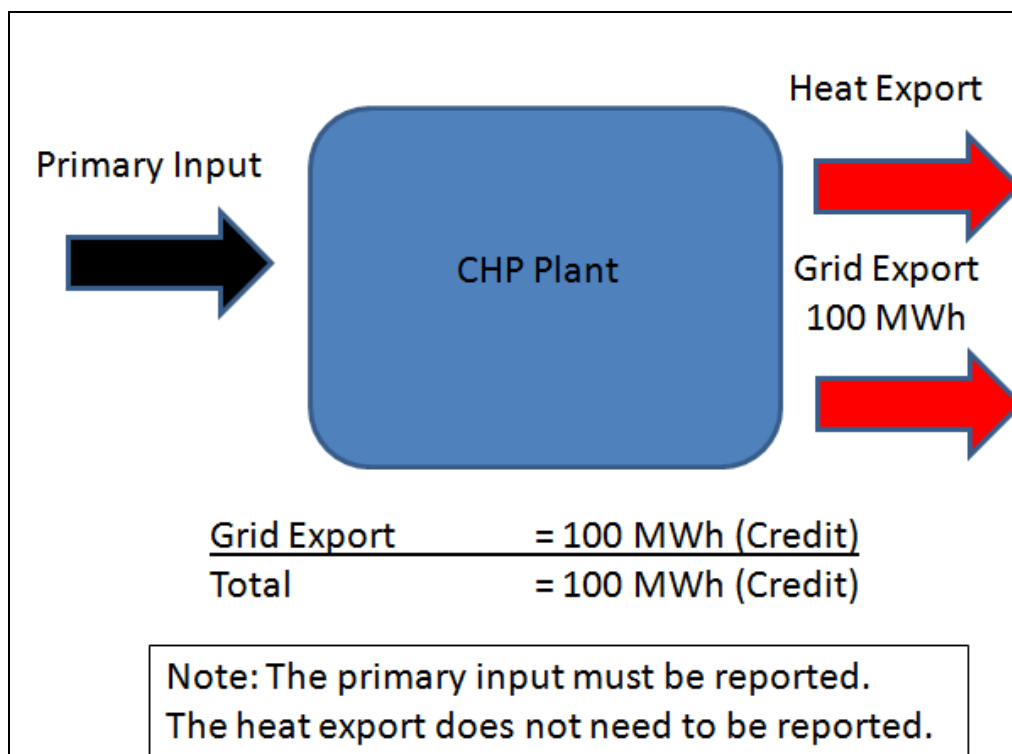 Heat Export
Primary Input
CHP Plant
Grid Export
100 MWh
Grid Export = 100 MWh (Credit)
Total = 100 MWh (Credit)
Note: The primary input must be reported.
The heat export does not need to be reported.